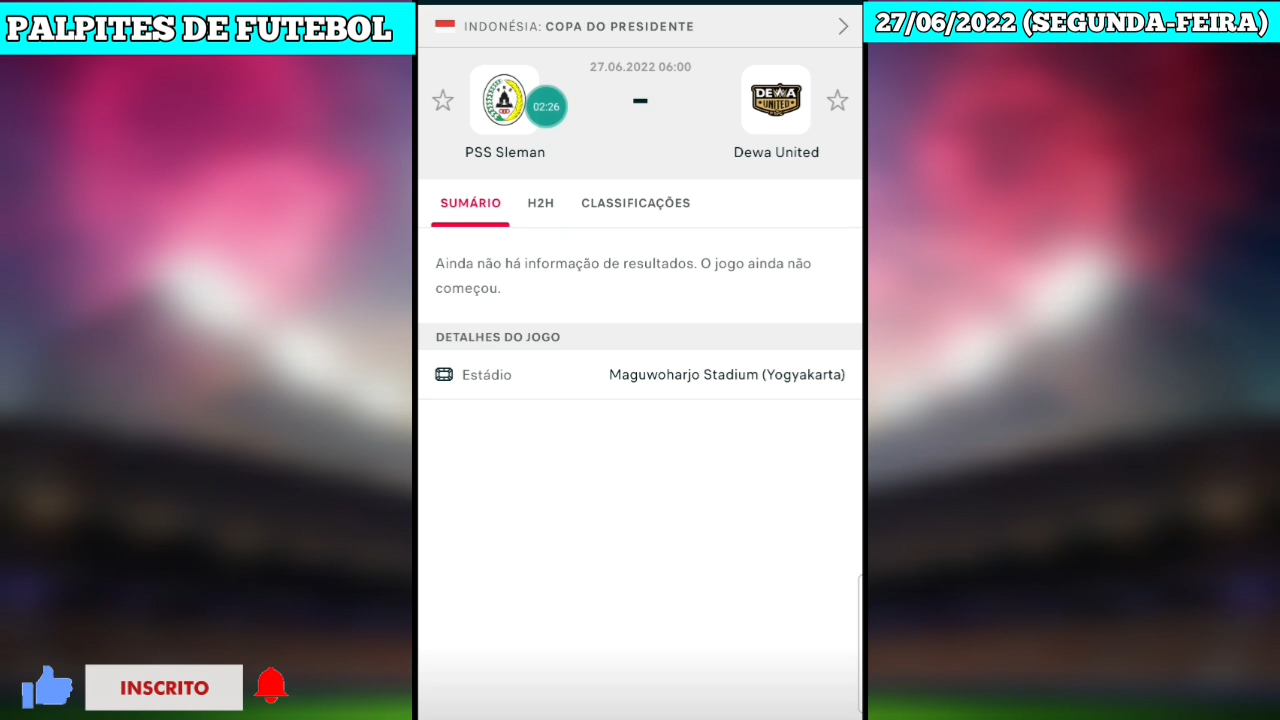 PALPITES DE FUTEBOL
27/06/2022 (SEGUNDA-FEIRA)
INDONÉSIA: COPA DO PRESIDENTE
27.06.2022 06:00
02:26
-
DEWA
UNITED
PSS Sleman
Dewa United
SUMÁRIO H2H CLASSIFICAÇÕES
Ainda não há informação de resultados. O jogo ainda não
começou.
DETALHES DO JOGO
Estádio Maguwoharjo Stadium (Yogyakarta)
INSCRITO